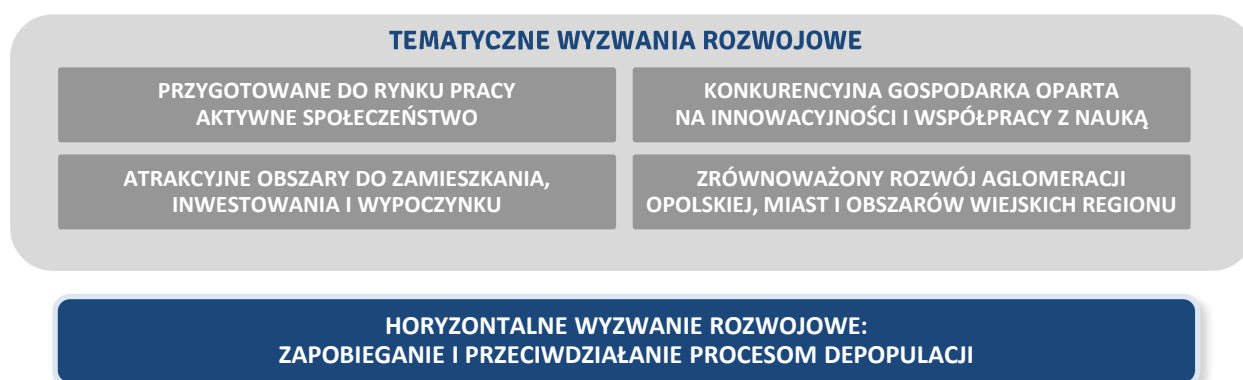 TEMATYCZNE WYZWANIA ROZWOJOWE
PRZYGOTOWANE DO RYNKU PRACY
AKTYWNE SPOŁECZEŃSTWO
KONKURENCYJNA GOSPODARKA OPARTA
NA INNOWACYJNOŚCI I WSPÓŁPRACY Z NAUKĄ
ATRAKCYJNE OBSZARY DO ZAMIESZKANIA,
INWESTOWANIA I WYPOCZYNKU
ZRÓWNOWAŻONY ROZWÓJ AGLOMERACJI
OPOLSKIEJ, MIAST I OBSZARÓW WIEJSKICH REGIONU
HORYZONTALNE WYZWANIE ROZWOJOWE:
ZAPOBIEGANIE I PRZECIWDZIAŁANIE PROCESOM DEPOPULACJI